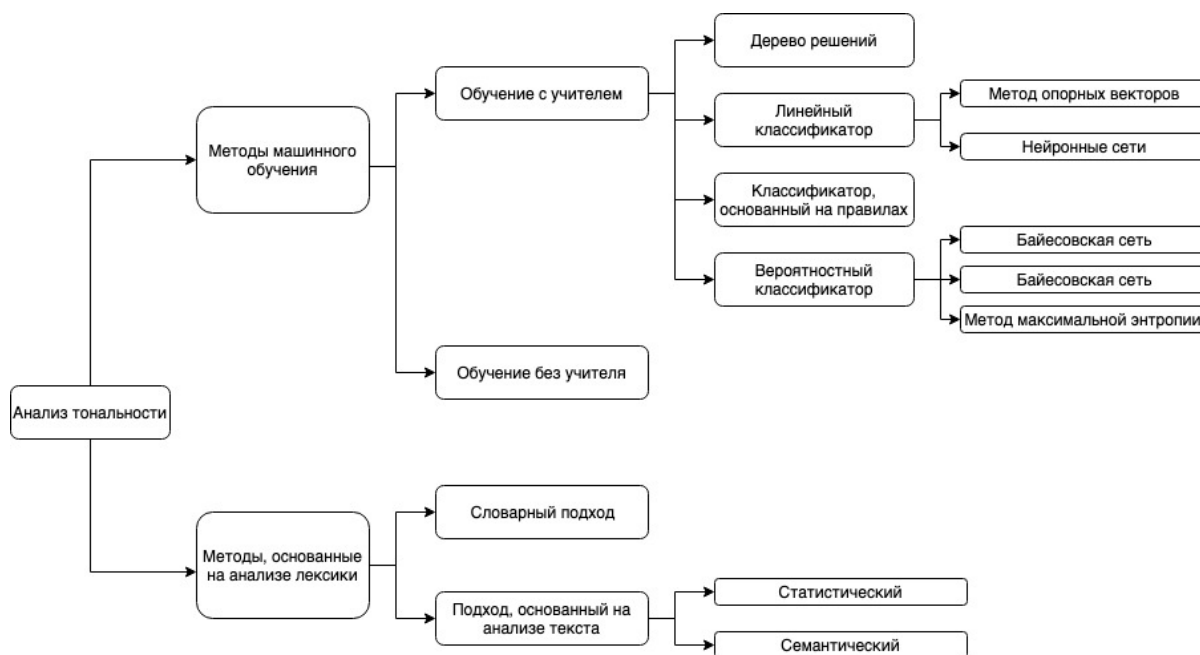 Анализ тональности
Методы машинного
обучения
Обучение с учителем
Дерево решений
Линейный
классификатор
Метод опорных векторов
Нейронные сети
Классификатор,
основанный на правилах
Вероятностный
классификатор
Байесовская сеть
Байесовская сеть
Метод максимальной энтропии
Обучение без учителя
Методы, основанные
на анализе лексики
Словарный подход
Подход, основанный на
анализе текста
Статистический
Семантический